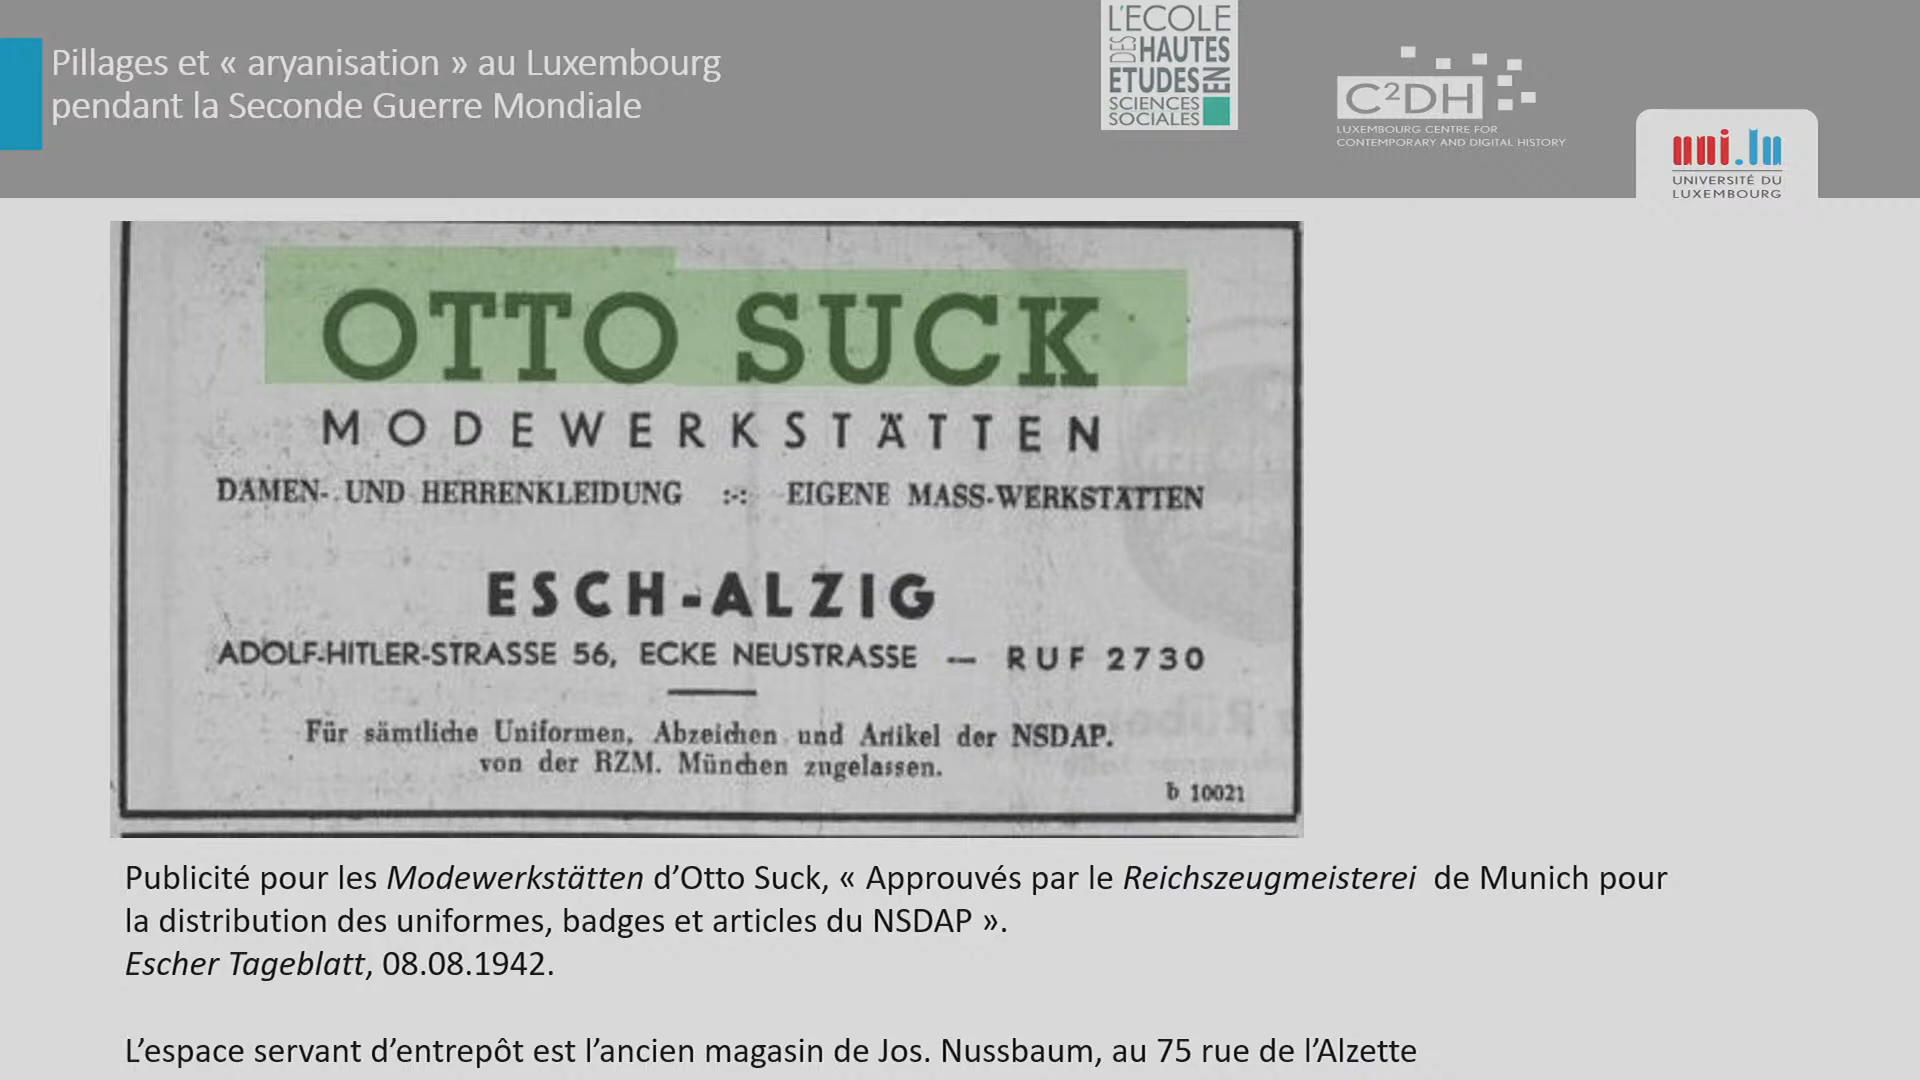 Pillages et « aryanisation » au Luxembourg
pendant la Seconde Guerre Mondiale
L'ECOLE
DES HAUTES
ETUDES EN
SCIENCES
SOCIALES
C²DH
LUXEMBOURG CENTRE FOR
CONTEMPORARY AND DIGITAL HISTORY
uni.lu
UNIVERSITÉ DU
LUXEMBOURG
OTTO SUCK
MODEWERKSTÄTTEN
DAMEN- UND HERRENKLEIDUNG :-: EIGENE MASS-WERKSTÄTTEN
ESCH-ALZIG
ADOLF-HITLER-STRASSE 56, ECKE NEUSTRASSE — RUF 2730
Für sämtliche Uniformen, Abzeichen und Artikel der NSDAP.
von der RZM. München zugelassen.
b 10021
Publicité pour les Modewerkstätten d’Otto Suck, « Approuvés par le Reichszeugmeisterei de Munich pour
la distribution des uniformes, badges et articles du NSDAP ».
Escher Tageblatt, 08.08.1942.
L’espace servant d’entrepôt est l’ancien magasin de Jos. Nussbaum, au 75 rue de l’Alzette